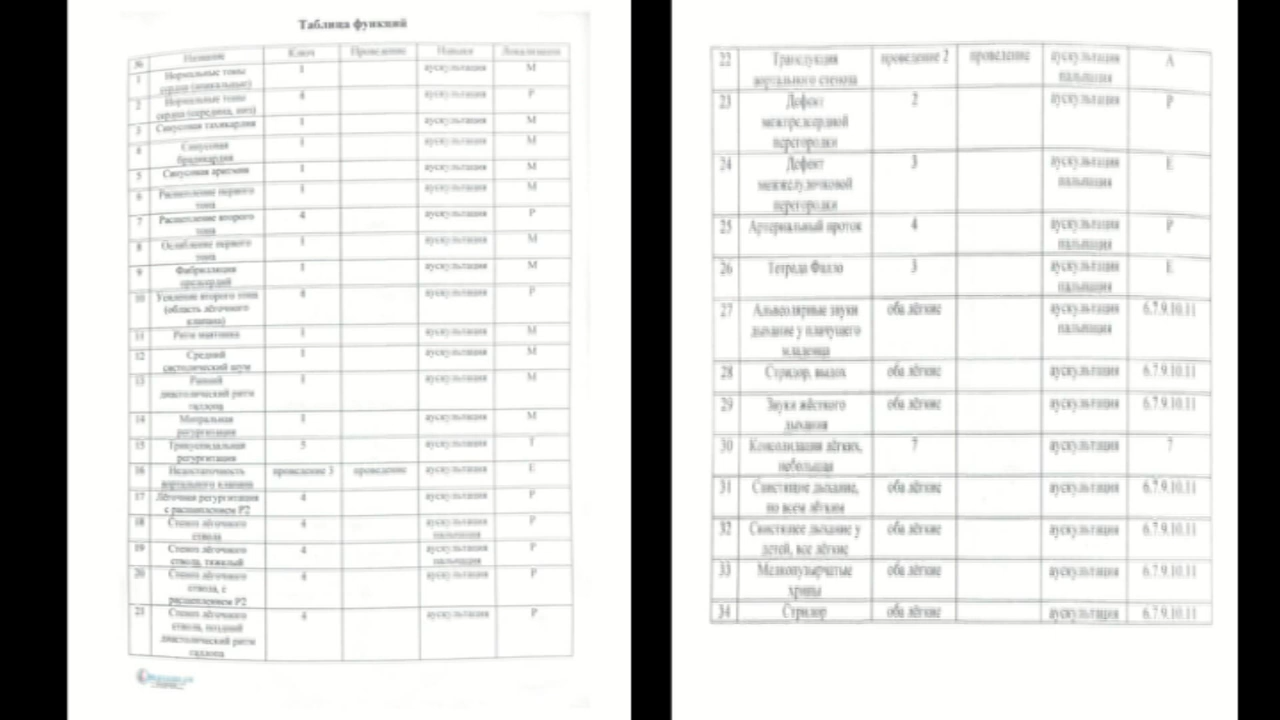 Таблица функций
№ Название Ключ Проведение Навыки Локализация
1 Нормальные тоны 1 аускультация M
сердца (апикальные)
2 Нормальные тоны 4 аускультация P
сердца (середина, низ)
3 Синусовая тахикардия 1 аускультация M
4 Синусовая 1 аускультация M
брадикардия
5 Синусовая аритмия 1 аускультация M
6 Расщепление первого 1 аускультация M
тона
7 Расщепление второго 4 аускультация P
тона
8 Ослабление первого 1 аускультация M
тона
9 Фибрилляция 1 аускультация M
предсердий
10 Усиление второго тона 4 аускультация P
(область лёгочного
клапана)
11 Ритм маятника 1 аускультация M
12 Средний 1 аускультация M
систолический шум
13 Ранний 1 аускультация M
диастолический ритм
галлопа
14 Митральная 1 аускультация M
регургитация
15 Трикуспидальная 5 аускультация T
регургитация
16 Недостаточность проведение 3 проведение аускультация E
аортального клапана
17 Лёгочная регургитация 4 аускультация P
с расщеплением P2
18 Стеноз лёгочного 4 аускультация P
ствола пальпация
19 Стеноз лёгочного 4 аускультация P
ствола, тяжелый пальпация
20 Стеноз лёгочного 4 аускультация P
ствола, с
расщеплением P2
21 Стеноз лёгочного 4 аускультация P
ствола, поздний
диастолический ритм
галлопа
22 Трансдукция проведение 2 проведение аускультация A
аортального стеноза пальпация
23 Дефект 2 аускультация P
межпредсердной
перегородки
24 Дефект 3 аускультация E
межжелудочковой пальпация
перегородки
25 Артериальный проток 4 аускультация P
пальпация
26 Тетрада Фалло 3 аускультация E
пальпация
27 Альвеолярные звуки оба лёгкие аускультация 6.7.9.10.11
дыхание у плачущего пальпация
младенца
28 Стридор, выдох оба лёгкие аускультация 6.7.9.10.11
29 Звуки жёсткого оба лёгкие аускультация 6.7.9.10.11
дыхания
30 Консолидация лёгких, 7 аускультация 7
небольшая
31 Свистящие дыхание, оба лёгкие аускультация 6.7.9.10.11
по всем лёгким
32 Свистящее дыхание у оба лёгкие аускультация 6.7.9.10.11
детей, все лёгкие
33 Мелкопузырчатые оба лёгкие аускультация 6.7.9.10.11
хрипы
34 Стридор оба лёгкие аускультация 6.7.9.10.11